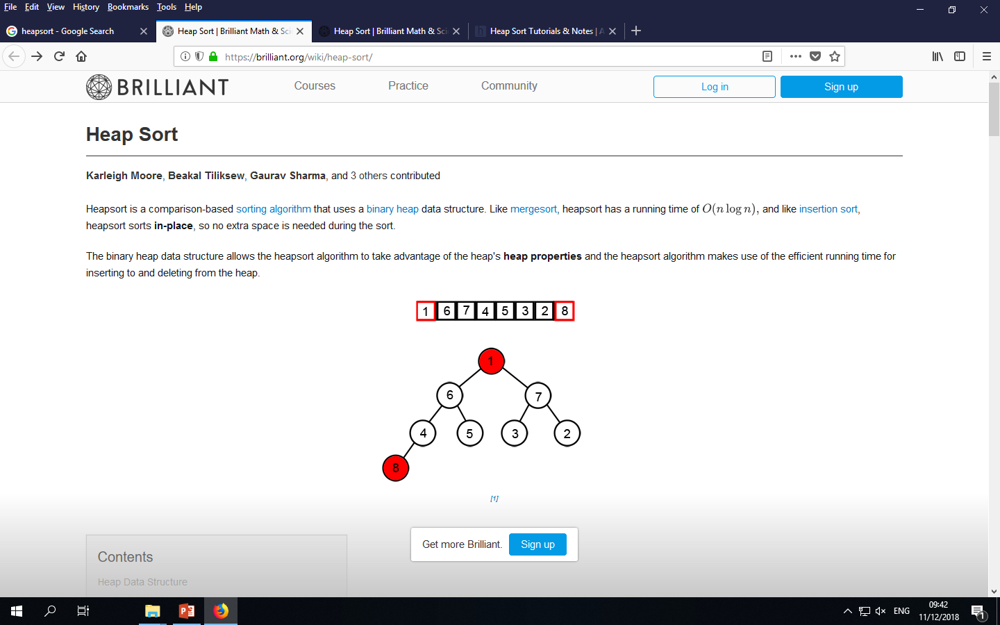 File Edit View History Bookmarks Tools Help
heapsort - Google Search
Heap Sort | Brilliant Math & Sci
Heap Sort | Brilliant Math & Sci
Heap Sort Tutorials & Notes | A
https://brilliant.org/wiki/heap-sort/
BRILLIANT
Courses
Practice
Community
Log in
Sign up
Heap Sort
Karleigh Moore, Beakal Tiliksew, Gaurav Sharma, and 3 others contributed
Heapsort is a comparison-based sorting algorithm that uses a binary heap data structure. Like mergesort, heapsort has a running time of O(n log n), and like insertion sort,
heapsort sorts in-place, so no extra space is needed during the sort.
The binary heap data structure allows the heapsort algorithm to take advantage of the heap's heap properties and the heapsort algorithm makes use of the efficient running time for
inserting to and deleting from the heap.
1 6 7 4 5 3 2 8
1
6 7
4 5 3 2
8
[1]
Get more Brilliant. Sign up
Contents
Heap Data Structure
ENG
09:42
11/12/2018
1